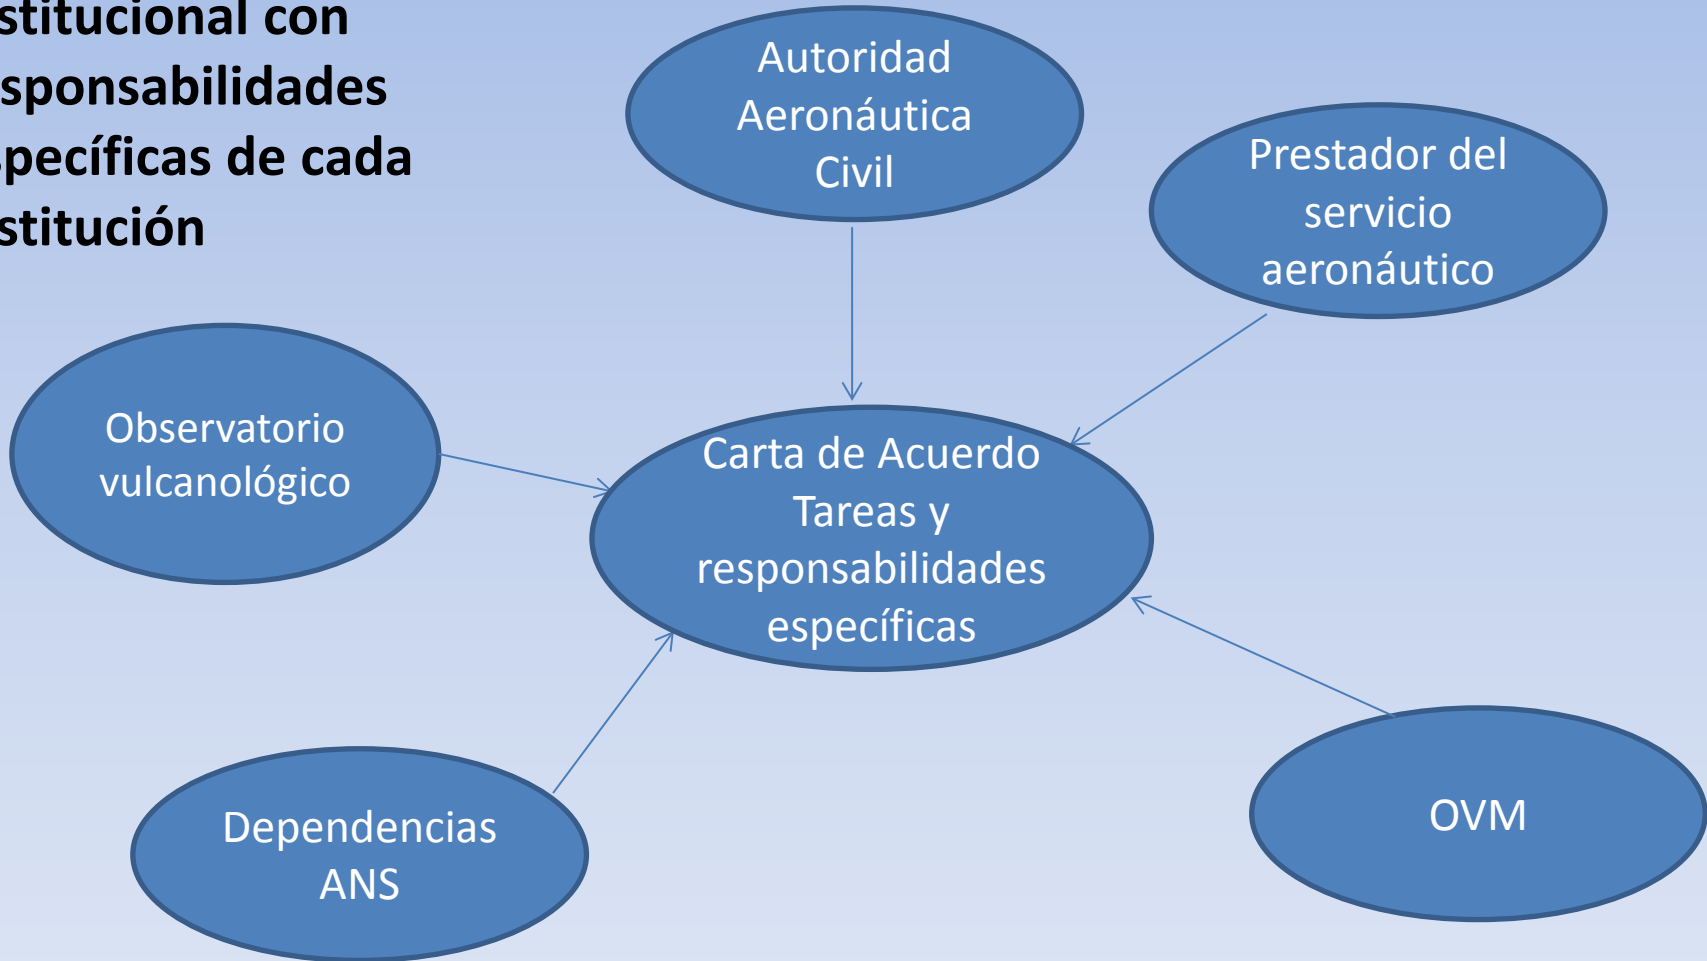 stitucional con
sponsabilidades
pecíficas de cada
stitución
Autoridad
Aeronáutica
Civil
Prestador del
servicio
aeronáutico
Observatorio
vulcanológico
Carta de Acuerdo
Tareas y
responsabilidades
específicas
Dependencias
ANS
OVM